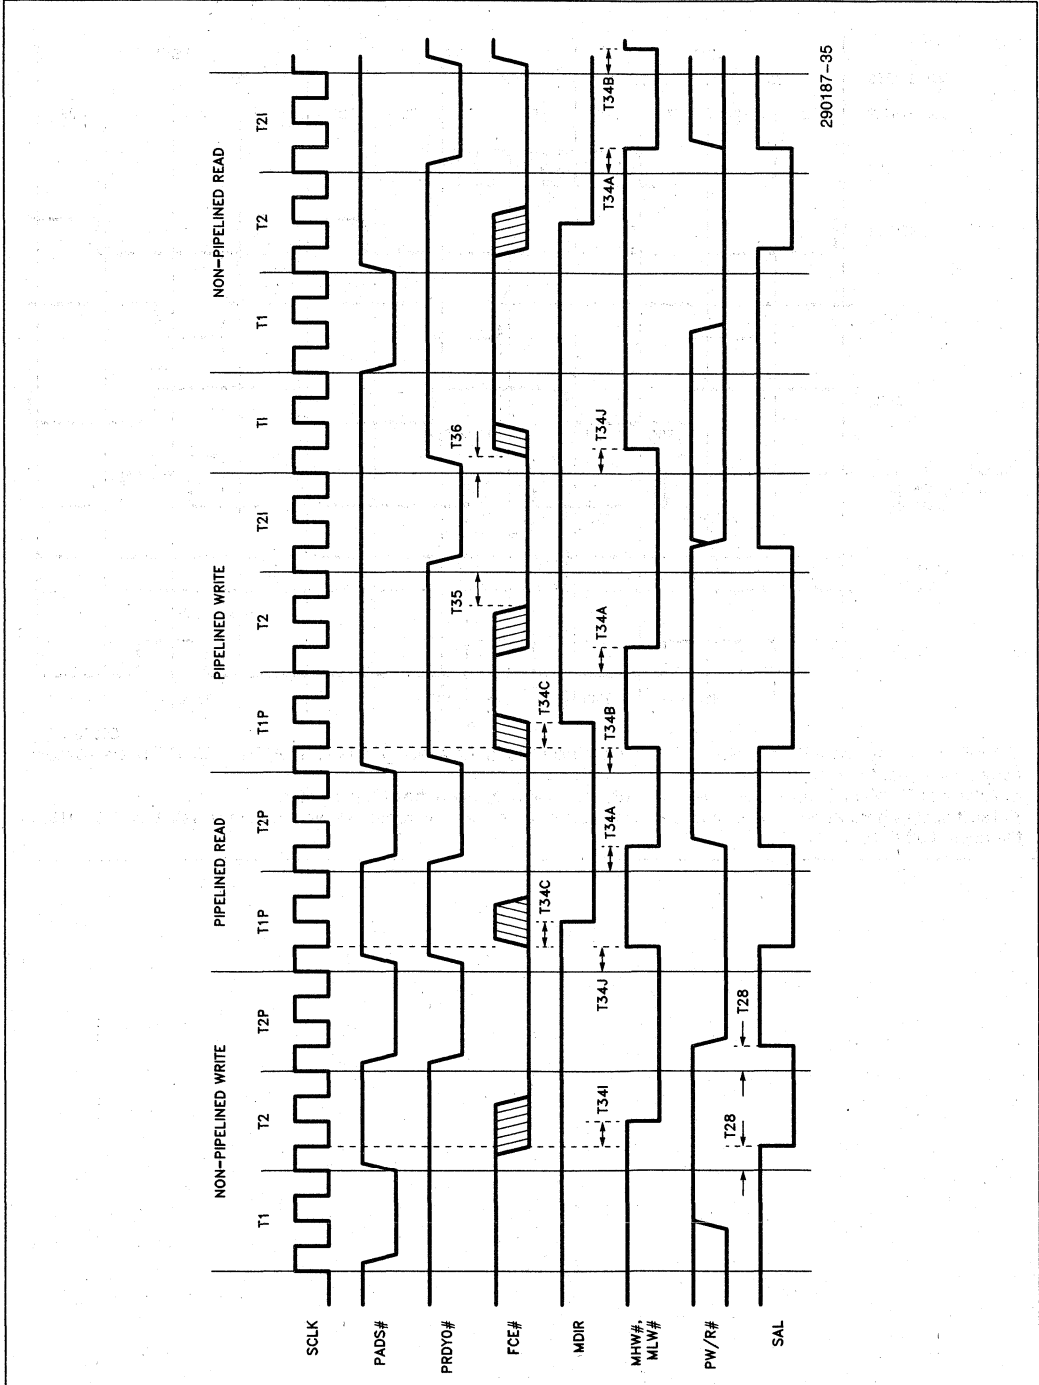 NON-PIPELINED WRITE
PIPELINED READ
PIPELINED WRITE
NON-PIPELINED READ
T1
T2
T2P
T1P
T2P
T1P
T2
T2I
TI
T1
T2
T2I
SCLK
PADS#
PRDYO#
FCE#
T35
T36
MDIR
T34C
T34C
MHW#,
MLW#
T34I
T34J
T34A
T34B
T34A
T34J
T34A
T34B
PW/R#
SAL
T28
T28
290187-35